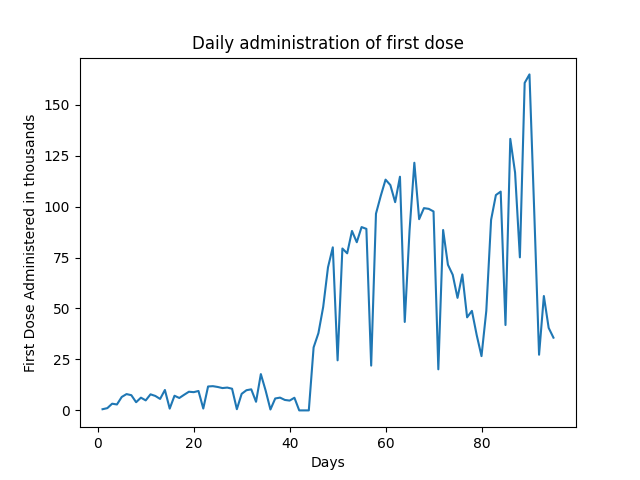 Daily administration of first dose
First Dose Administered in thousands
150
125
100
75
50
25
0
0 20 40 60 80
Days